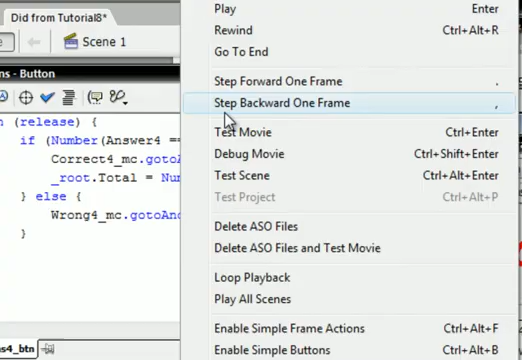 Did from Tutorial8*
Scene 1
ns - Button
n (release) {
if (Number(Answer4 ==
Correct4_mc.goto
_root.Total = Nu
} else {
Wrong4_mc.gotoAn
}
ns4_btn
Play Enter
Rewind Ctrl+Alt+R
Go To End
Step Forward One Frame .
Step Backward One Frame ,
Test Movie Ctrl+Enter
Debug Movie Ctrl+Shift+Enter
Test Scene Ctrl+Alt+Enter
Test Project Ctrl+Alt+P
Delete ASO Files
Delete ASO Files and Test Movie
Loop Playback
Play All Scenes
Enable Simple Frame Actions Ctrl+Alt+F
Enable Simple Buttons Ctrl+Alt+B